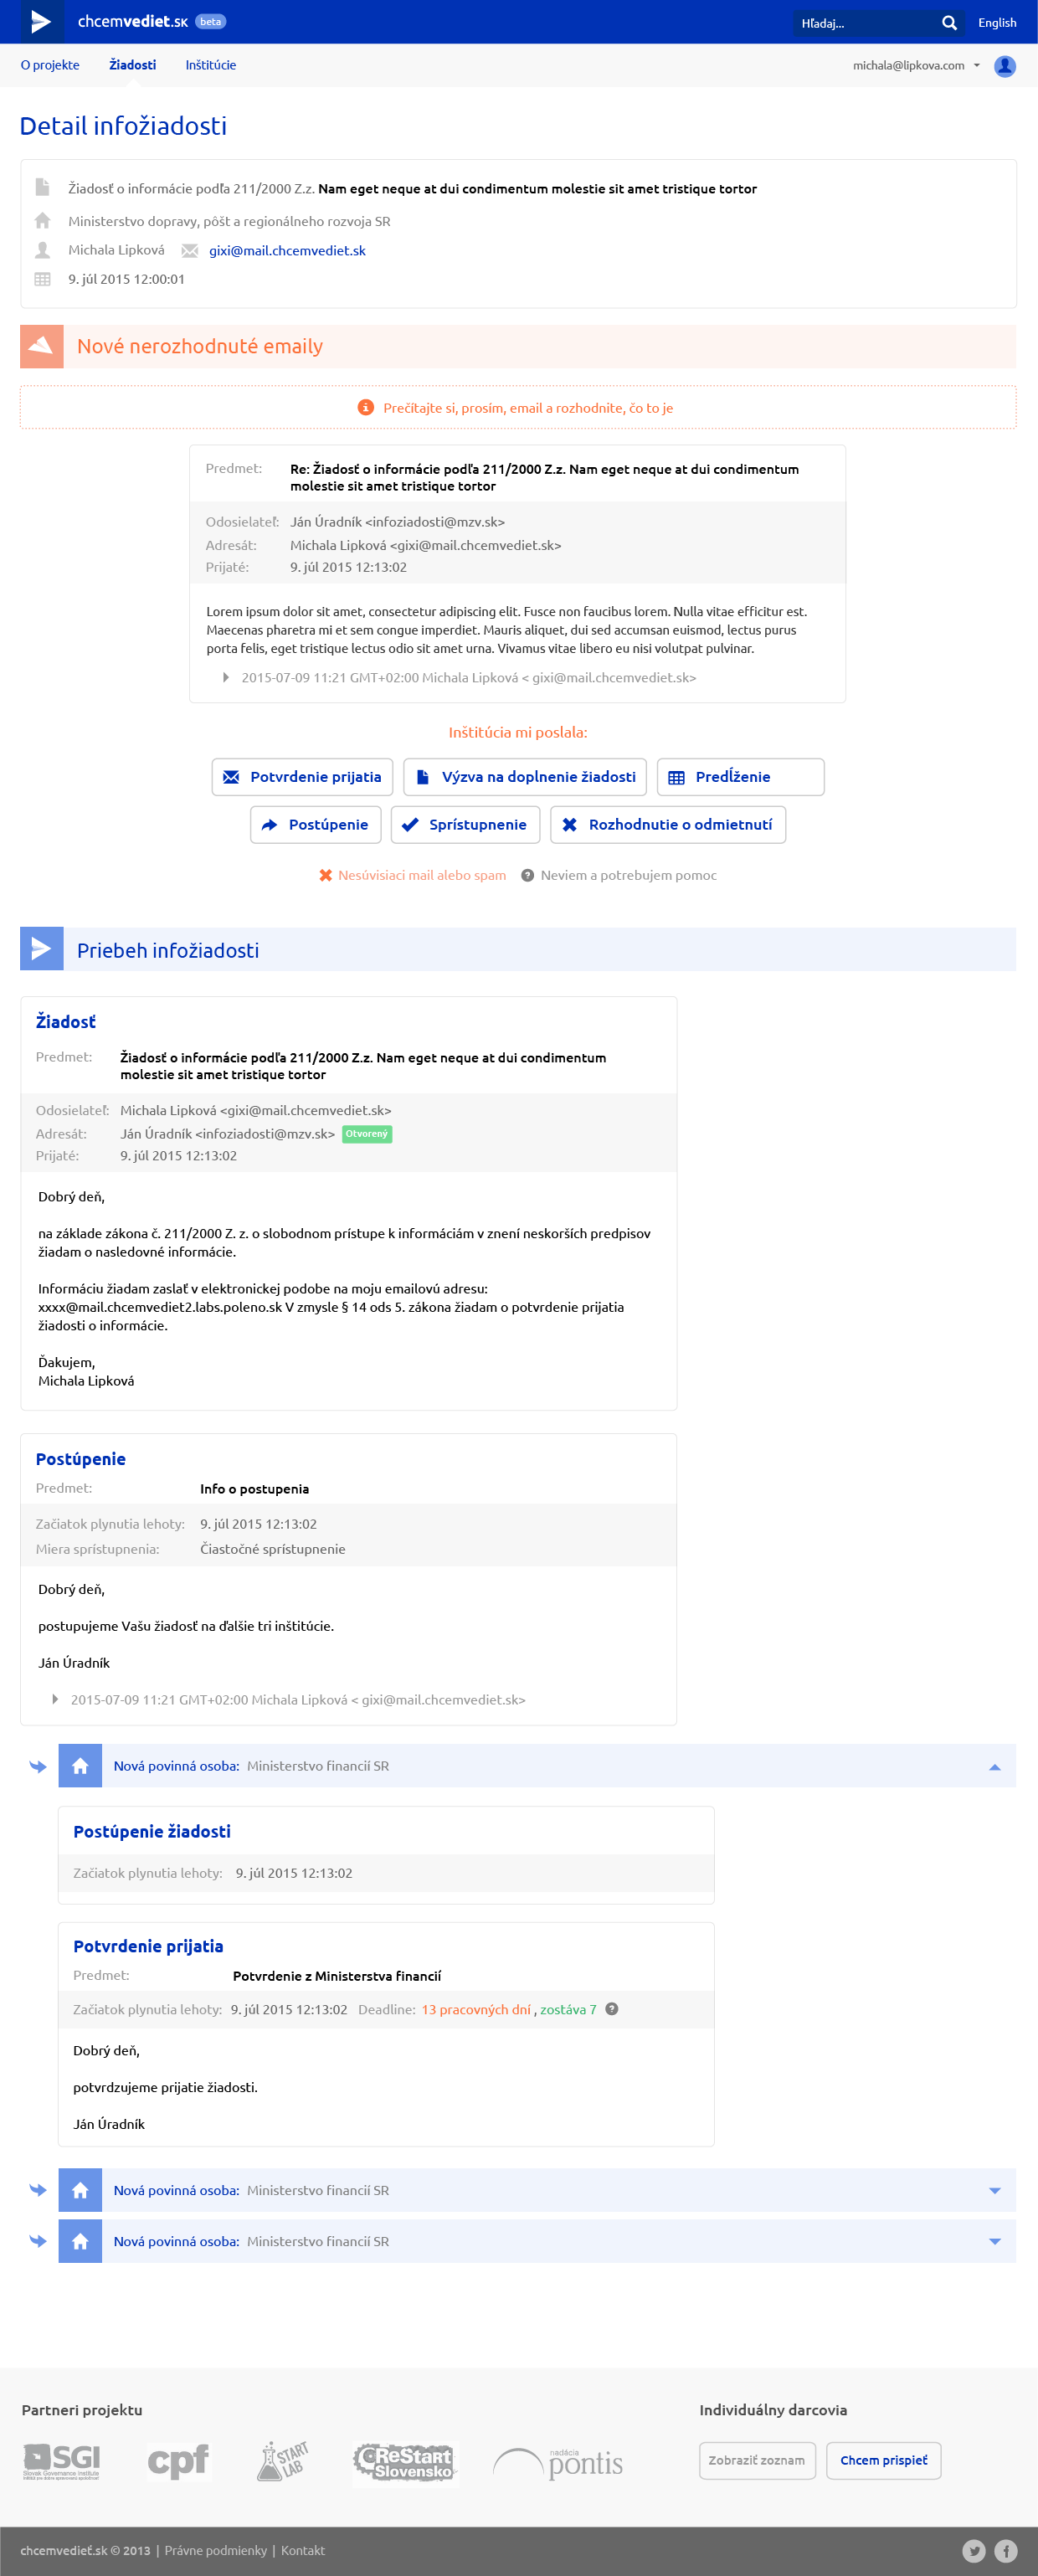 chcemvediet.sk beta
Hľadaj...
English
O projekte Žiadosti Inštitúcie
michala@lipkova.com
Detail infožiadosti
Žiadosť o informácie podľa 211/2000 Z.z. Nam eget neque at dui condimentum molestie sit amet tristique tortor
Ministerstvo dopravy, pôšt a regionálneho rozvoja SR
Michala Lipková gixi@mail.chcemvediet.sk
9. júl 2015 12:00:01
Nové nerozhodnuté emaily
Prečítajte si, prosím, email a rozhodnite, čo to je
Predmet: Re: Žiadosť o informácie podľa 211/2000 Z.z. Nam eget neque at dui condimentum
molestie sit amet tristique tortor
Odosielateľ: Ján Úradník <infoziadosti@mzv.sk>
Adresát: Michala Lipková <gixi@mail.chcemvediet.sk>
Prijaté: 9. júl 2015 12:13:02
Lorem ipsum dolor sit amet, consectetur adipiscing elit. Fusce non faucibus lorem. Nulla vitae efficitur est.
Maecenas pharetra mi et sem congue imperdiet. Mauris aliquet, dui sed accumsan euismod, lectus purus
porta felis, eget tristique lectus odio sit amet urna. Vivamus vitae libero eu nisi volutpat pulvinar.
2015-07-09 11:21 GMT+02:00 Michala Lipková < gixi@mail.chcemvediet.sk>
Inštitúcia mi poslala:
Potvrdenie prijatia Výzva na doplnenie žiadosti Predĺženie
Postúpenie Sprístupnenie Rozhodnutie o odmietnutí
Nesúvisiaci mail alebo spam Neviem a potrebujem pomoc
Priebeh infožiadosti
Žiadosť
Predmet: Žiadosť o informácie podľa 211/2000 Z.z. Nam eget neque at dui condimentum
molestie sit amet tristique tortor
Odosielateľ: Michala Lipková <gixi@mail.chcemvediet.sk>
Adresát: Ján Úradník <infoziadosti@mzv.sk> Otvorený
Prijaté: 9. júl 2015 12:13:02
Dobrý deň,
na základe zákona č. 211/2000 Z. z. o slobodnom prístupe k informáciám v znení neskorších predpisov
žiadam o nasledovné informácie.
Informáciu žiadam zaslať v elektronickej podobe na moju emailovú adresu:
xxxx@mail.chcemvediet2.labs.poleno.sk V zmysle § 14 ods 5. zákona žiadam o potvrdenie prijatia
žiadosti o informácie.
Ďakujem,
Michala Lipková
Postúpenie
Predmet: Info o postupenia
Začiatok plynutia lehoty: 9. júl 2015 12:13:02
Miera sprístupnenia: Čiastočné sprístupnenie
Dobrý deň,
postupujeme Vašu žiadosť na ďalšie tri inštitúcie.
Ján Úradník
2015-07-09 11:21 GMT+02:00 Michala Lipková < gixi@mail.chcemvediet.sk>
Nová povinná osoba: Ministerstvo financií SR
Postúpenie žiadosti
Začiatok plynutia lehoty: 9. júl 2015 12:13:02
Potvrdenie prijatia
Predmet: Potvrdenie z Ministerstva financií
Začiatok plynutia lehoty: 9. júl 2015 12:13:02 Deadline: 13 pracovných dní , zostáva 7
Dobrý deň,
potvrdzujeme prijatie žiadosti.
Ján Úradník
Nová povinná osoba: Ministerstvo financií SR
Nová povinná osoba: Ministerstvo financií SR
Partneri projektu
Individuálny darcovia
SGI
Slovak Governance Institute
cpf
START LAB
ReStart Slovensko
nadácia
pontis
Zobraziť zoznam Chcem prispieť
chcemvedieť.sk © 2013 | Právne podmienky | Kontakt